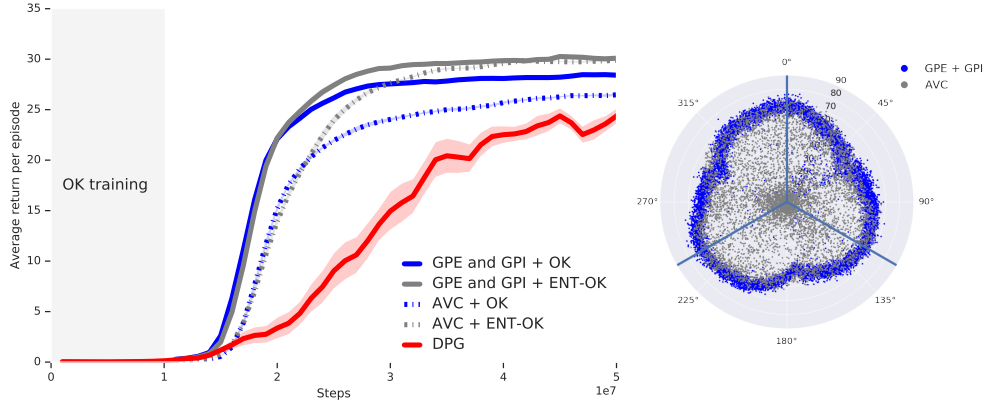 35
30
25
20
15
10
5
0
Average return per episode
OK training
GPE and GPI + OK
GPE and GPI + ENT-OK
AVC + OK
AVC + ENT-OK
DPG
0 1 2 3 4 5
1e7
Steps
0°
45°
90°
135°
180°
225°
270°
315°
90
80
70
GPE + GPI
AVC